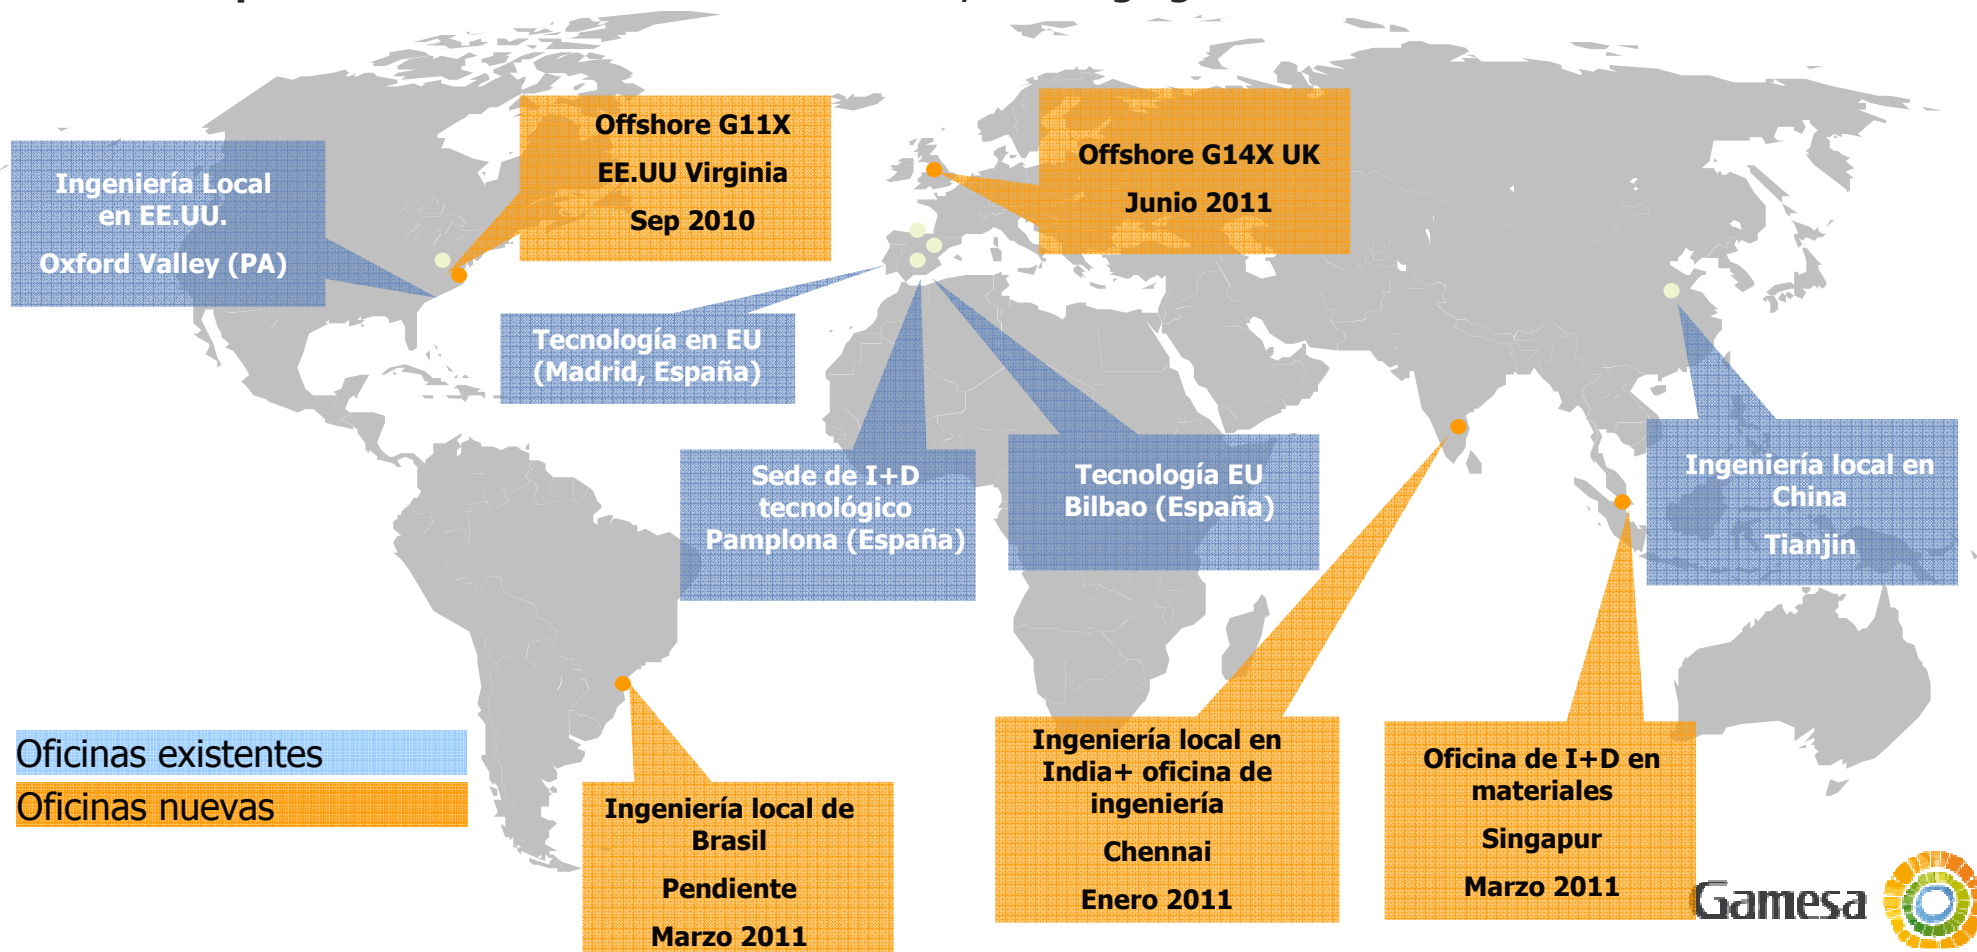 Offshore G11X
EE.UU Virginia
Sep 2010
Offshore G14X UK
Junio 2011
Ingeniería Local
en EE.UU.
Oxford Valley (PA)
Tecnología en EU
(Madrid, España)
Sede de I+D
tecnológico
Pamplona (España)
Tecnología EU
Bilbao (España)
Ingeniería local en
China
Tianjin
Oficinas existentes
Oficinas nuevas
Ingeniería local de
Brasil
Pendiente
Marzo 2011
Ingeniería local en
India+ oficina de
ingeniería
Chennai
Enero 2011
Oficina de I+D en
materiales
Singapur
Marzo 2011
Gamesa